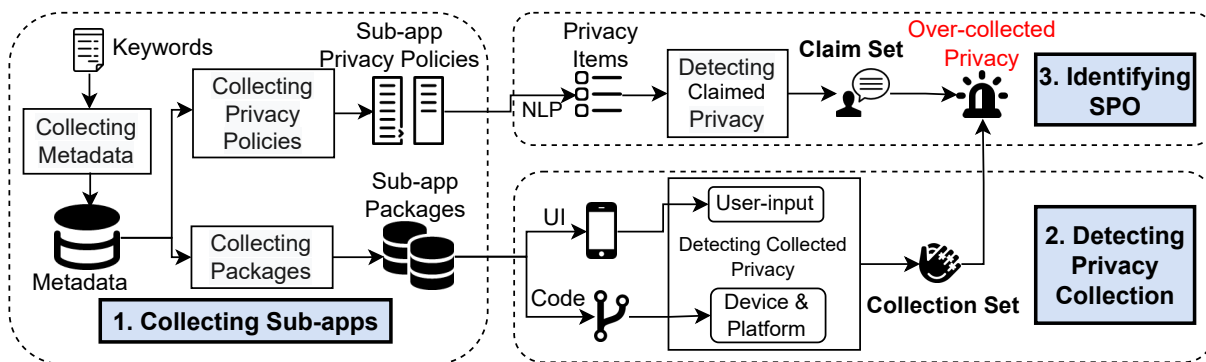 Keywords
Collecting
Metadata
Metadata
Collecting
Privacy
Policies
Sub-app
Privacy Policies
Collecting
Packages
Sub-app
Packages
1. Collecting Sub-apps
NLP
Privacy
Items
Detecting
Claimed
Privacy
Claim Set
Over-collected
Privacy
3. Identifying
SPO
UI
Code
User-input
Detecting Collected
Privacy
Device &
Platform
Collection Set
2. Detecting
Privacy
Collection